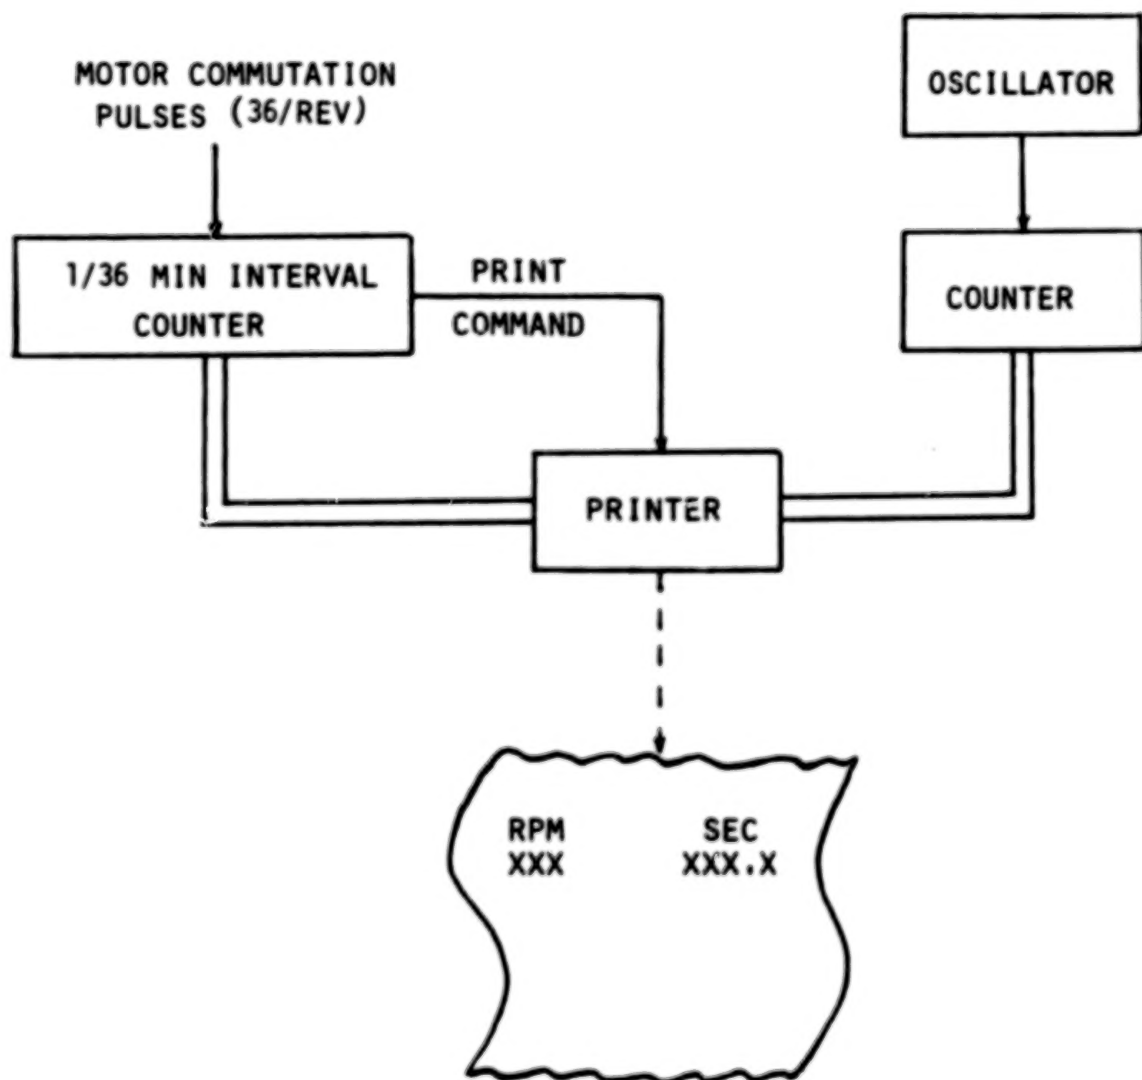 MOTOR COMMUTATION
PULSES (36/REV)
OSCILLATOR
1/36 MIN INTERVAL
COUNTER
PRINT
COMMAND
COUNTER
PRINTER
RPM SEC
XXX XXX.X